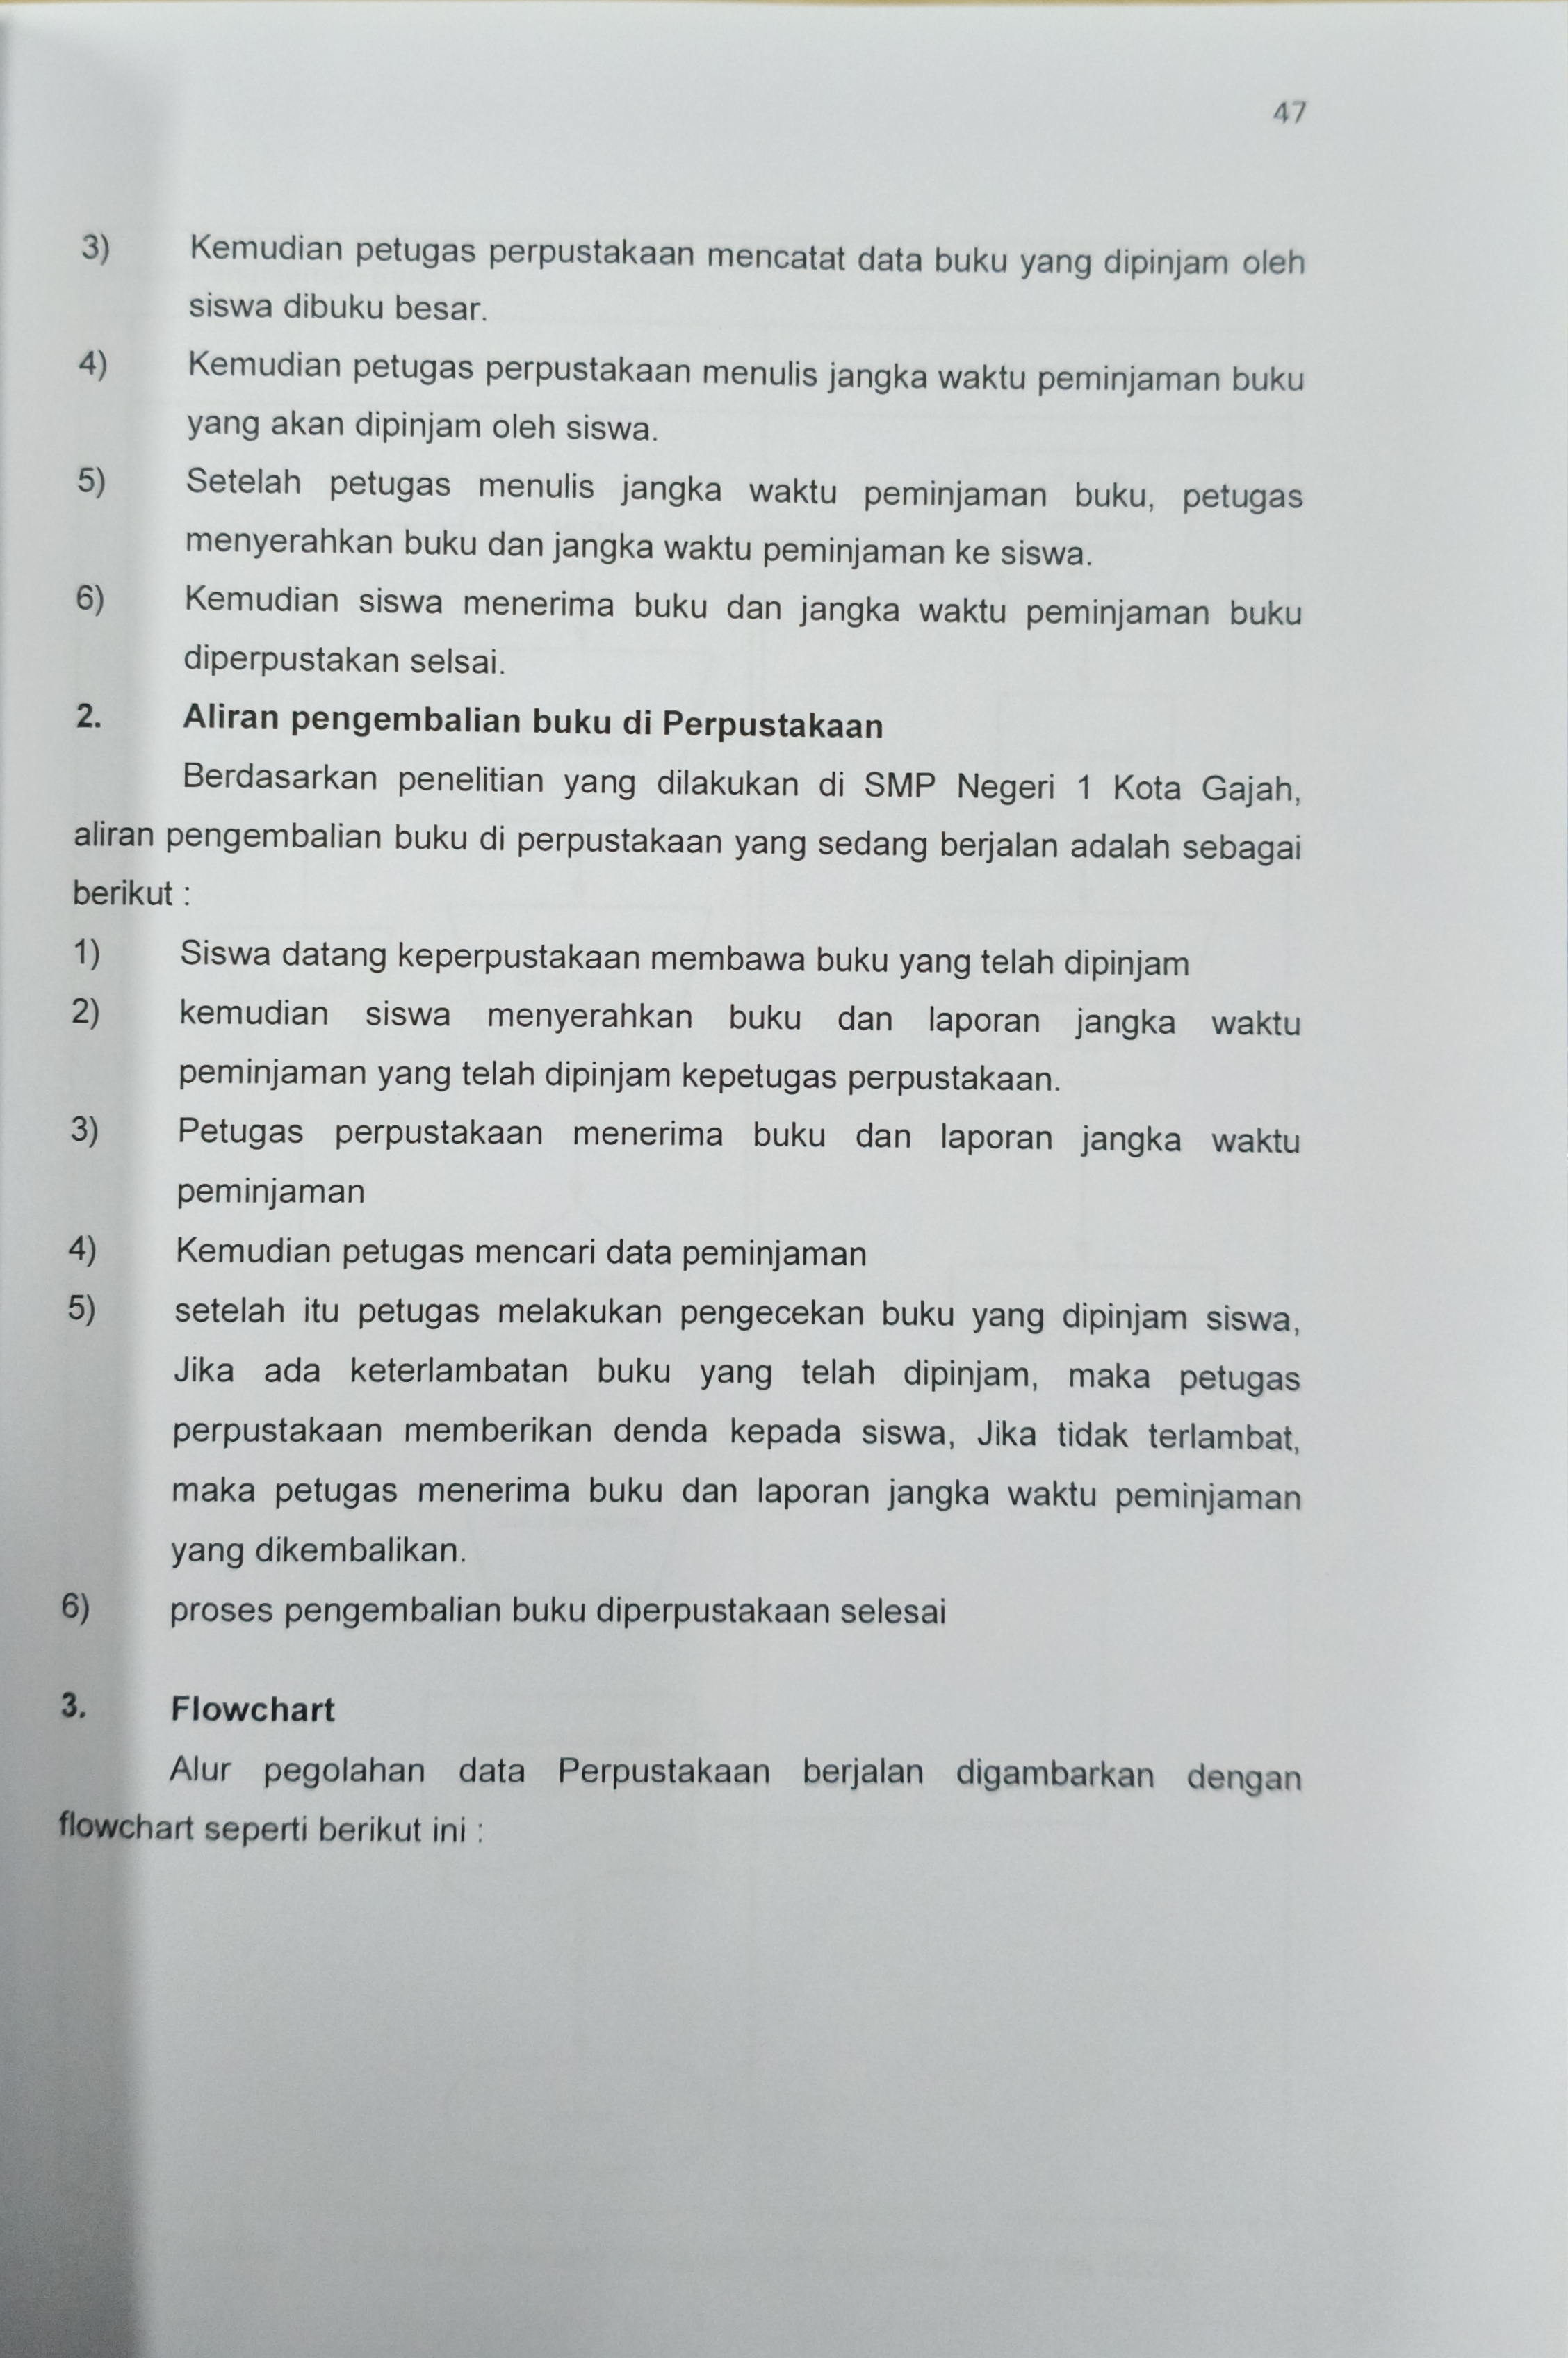 47
3) Kemudian petugas perpustakaan mencatat data buku yang dipinjam oleh
siswa dibuku besar.
4) Kemudian petugas perpustakaan menulis jangka waktu peminjaman buku
yang akan dipinjam oleh siswa.
5) Setelah petugas menulis jangka waktu peminjaman buku, petugas
menyerahkan buku dan jangka waktu peminjaman ke siswa.
6) Kemudian siswa menerima buku dan jangka waktu peminjaman buku
diperpustakan selsai.
2. Aliran pengembalian buku di Perpustakaan
Berdasarkan penelitian yang dilakukan di SMP Negeri 1 Kota Gajah,
aliran pengembalian buku di perpustakaan yang sedang berjalan adalah sebagai
berikut :
1) Siswa datang keperpustakaan membawa buku yang telah dipinjam
2) kemudian siswa menyerahkan buku dan laporan jangka waktu
peminjaman yang telah dipinjam kepetugas perpustakaan.
3) Petugas perpustakaan menerima buku dan laporan jangka waktu
peminjaman
4) Kemudian petugas mencari data peminjaman
5) setelah itu petugas melakukan pengecekan buku yang dipinjam siswa,
Jika ada keterlambatan buku yang telah dipinjam, maka petugas
perpustakaan memberikan denda kepada siswa, Jika tidak terlambat,
maka petugas menerima buku dan laporan jangka waktu peminjaman
yang dikembalikan.
6) proses pengembalian buku diperpustakaan selesai
3. Flowchart
Alur pegolahan data Perpustakaan berjalan digambarkan dengan
flowchart seperti berikut ini :